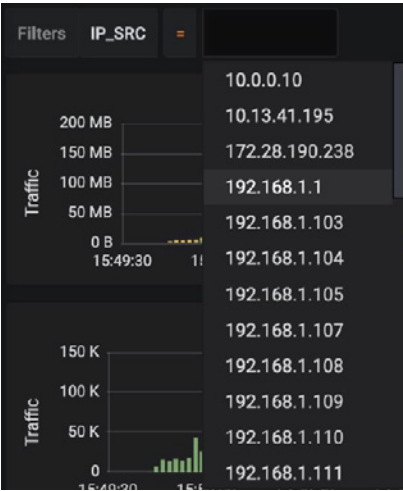 Filters IP_SRC =
10.0.0.10
10.13.41.195
172.28.190.238
192.168.1.1
192.168.1.103
192.168.1.104
192.168.1.105
192.168.1.107
192.168.1.108
192.168.1.109
192.168.1.110
192.168.1.111
Traffic
200 MB
150 MB
100 MB
50 MB
0 B
15:49:30
Traffic
150 K
100 K
50 K
0
15:49:30